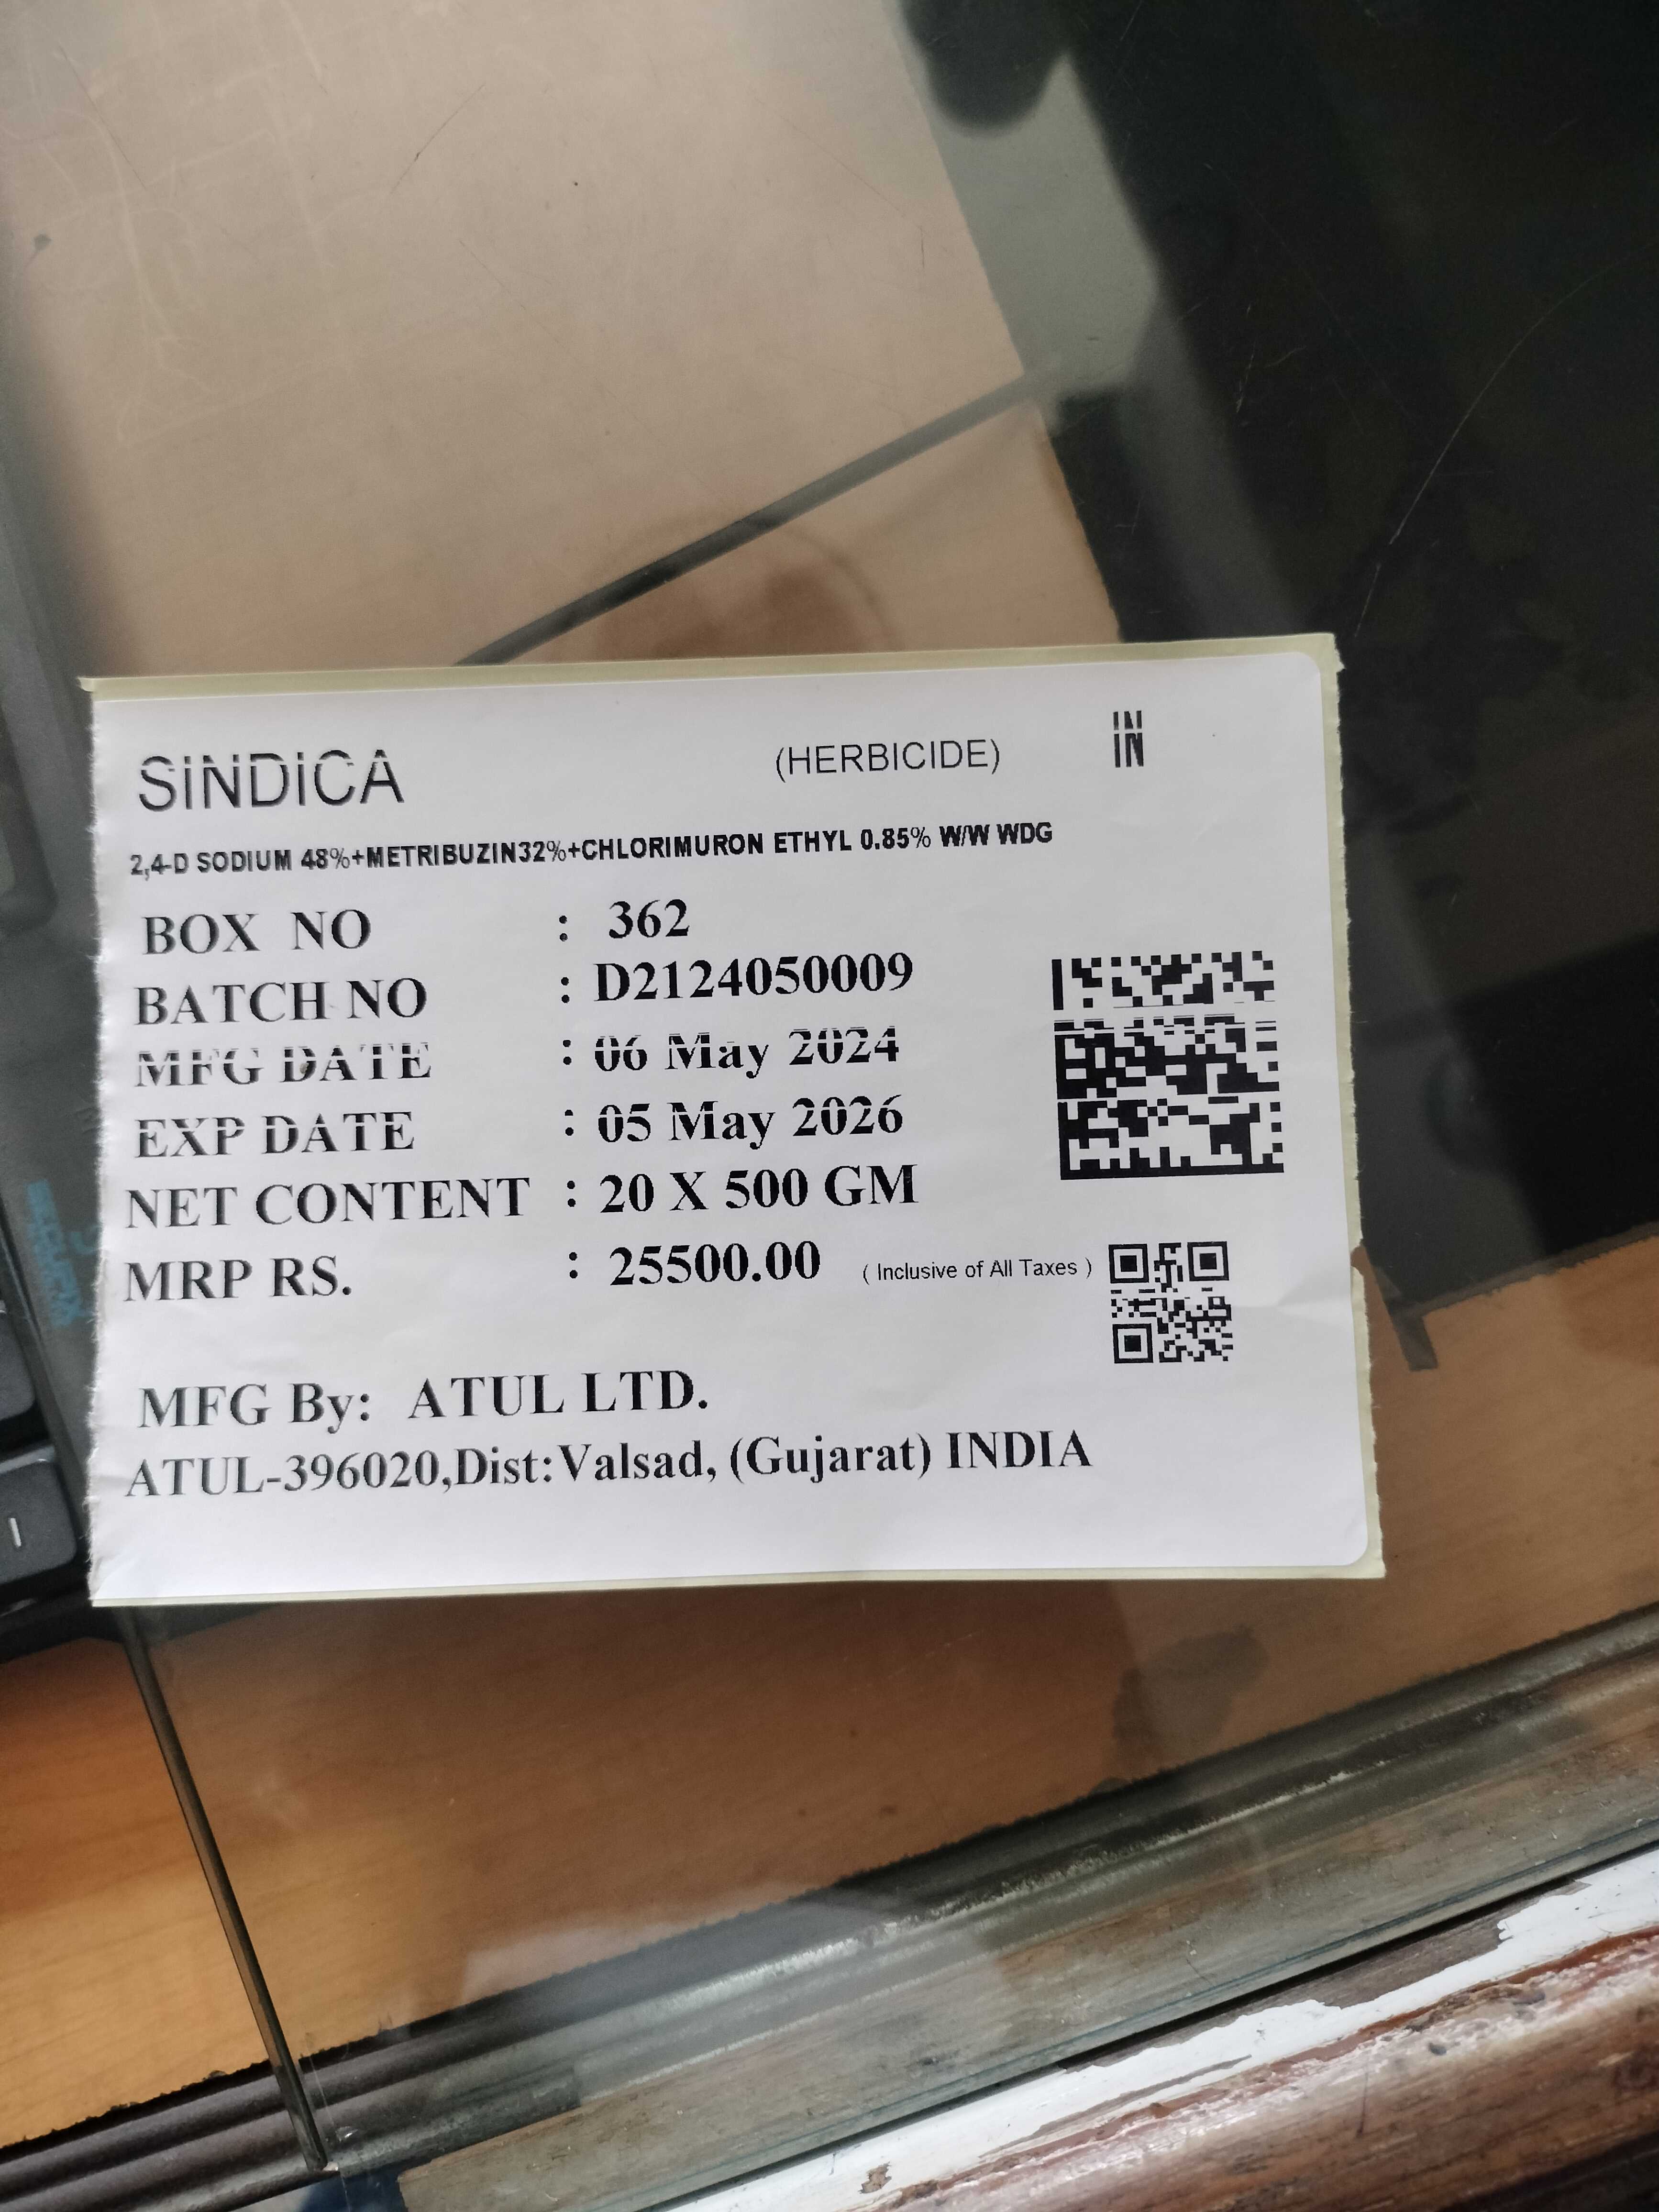 SiNDiCA (HERBICIDE) IN
2,4-D SODIUM 48%+METRIBUZIN32%+CHLORIMURON ETHYL 0.85% W/W WDG
BOX NO : 362
BATCH NO : D2124050009
MFG DATE : 06 May 2024
EXP DATE : 05 May 2026
NET CONTENT : 20 X 500 GM
MRP RS. : 25500.00 ( Inclusive of All Taxes )
MFG By: ATUL LTD.
ATUL-396020,Dist:Valsad, (Gujarat) INDIA